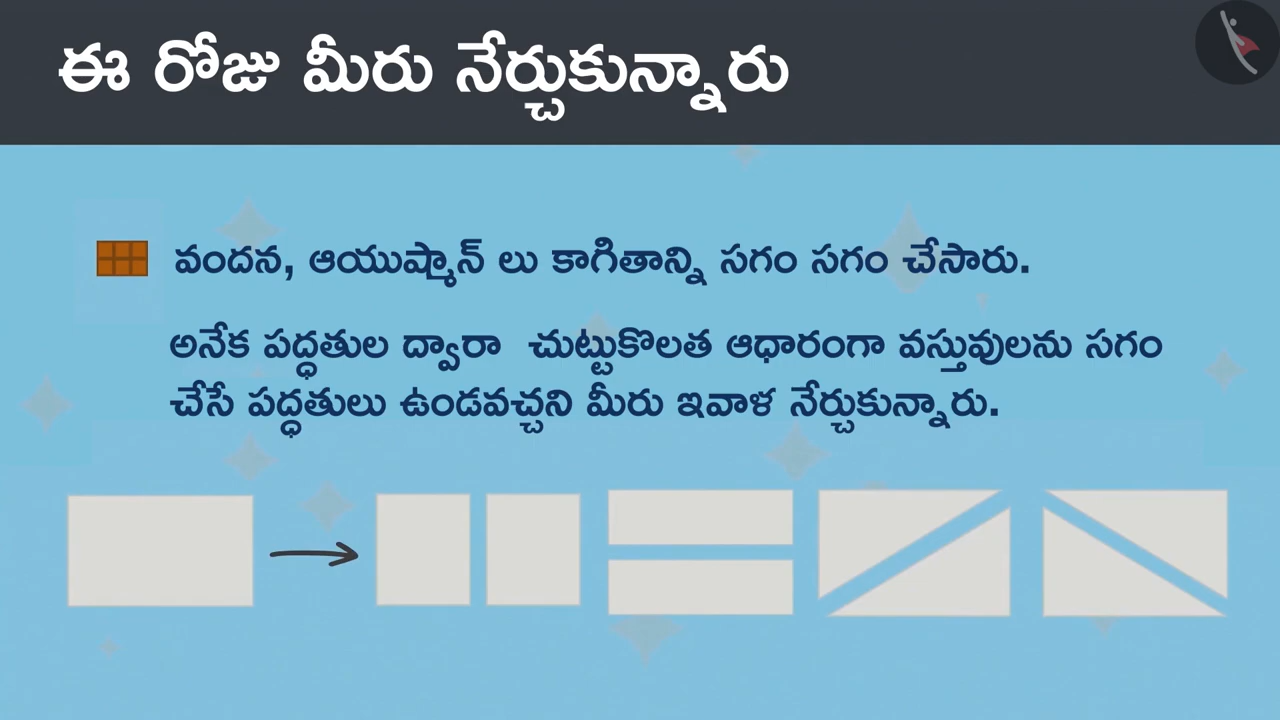 ఈ రోజు మీరు నేర్చుకున్నారు
వందన, ఆయుష్మాన్ లు కాగితాన్ని సగం సగం చేసారు.
అనేక పద్ధతుల ద్వారా చుట్టుకొలత ఆధారంగా వస్తువులను సగం
చేసే పద్ధతులు ఉండవచ్చని మీరు ఇవాళ నేర్చుకున్నారు.